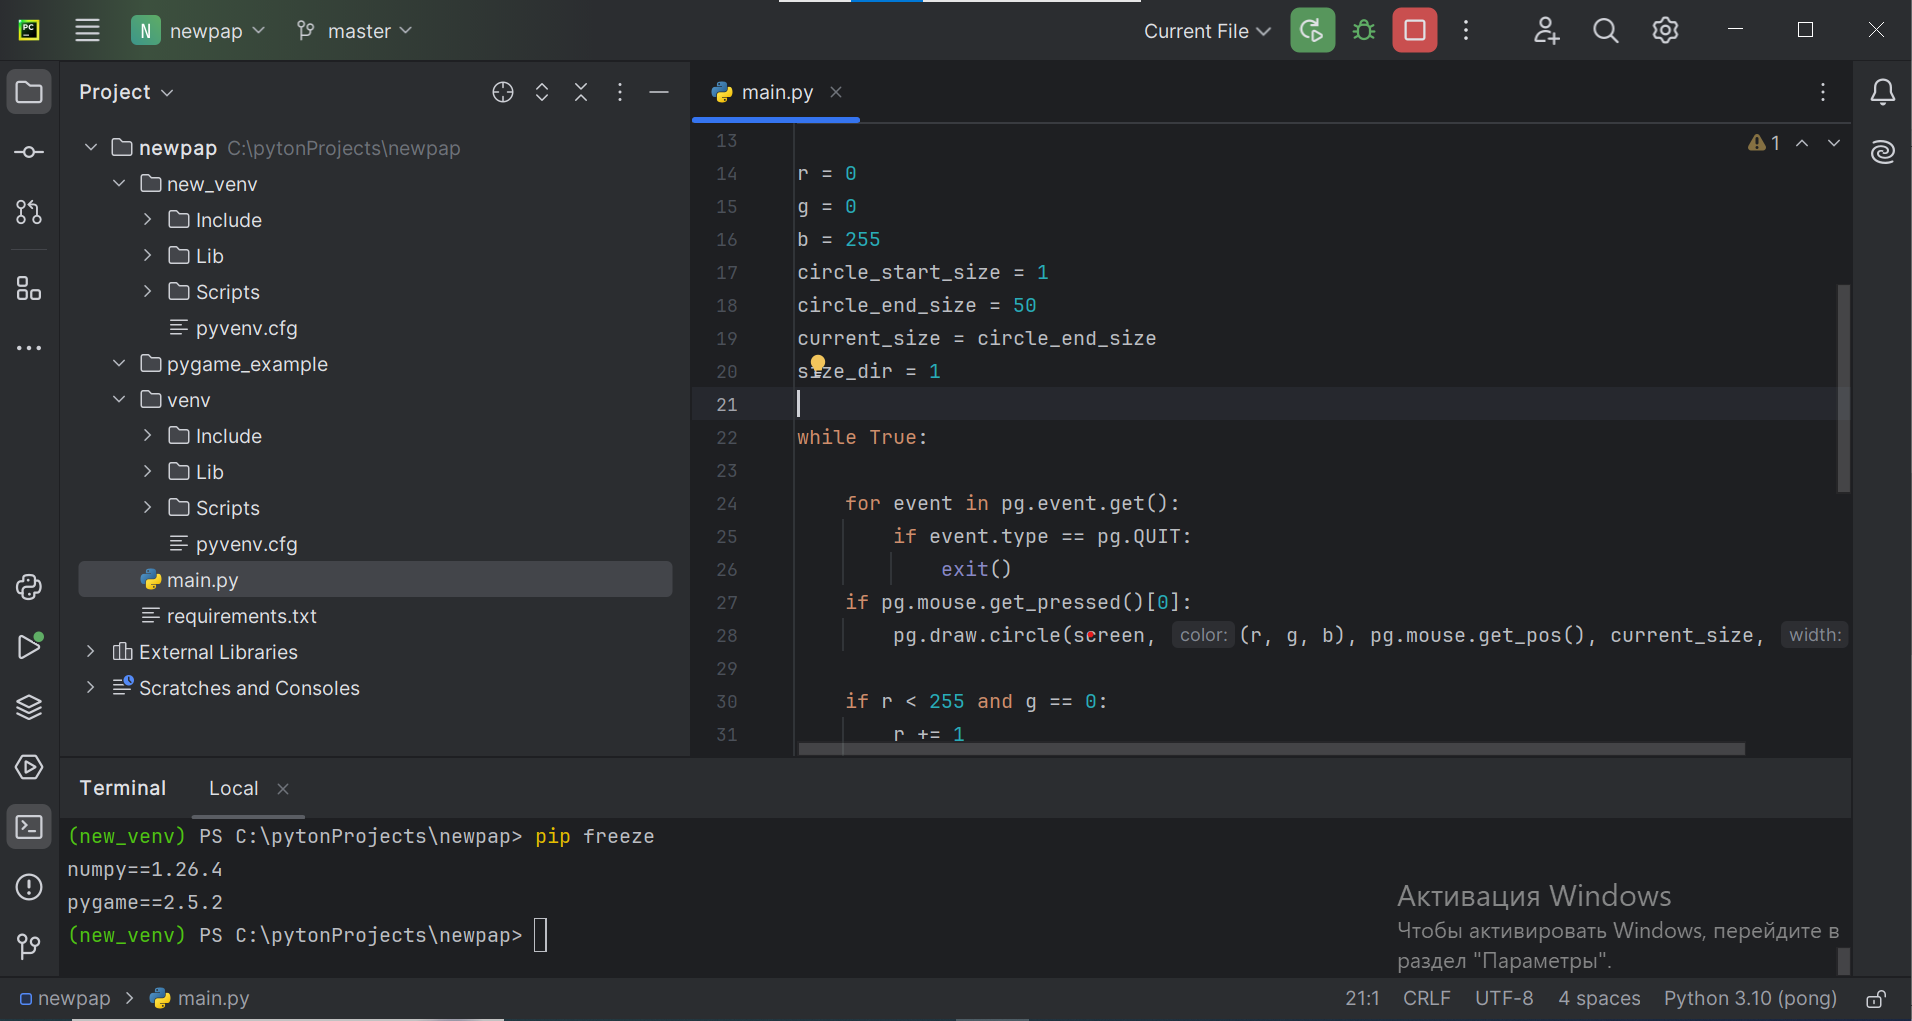 PC
N newpap master
Current File
Project
main.py
newpap C:\pytonProjects\newpap
new_venv
Include
Lib
Scripts
pyvenv.cfg
pygame_example
venv
Include
Lib
Scripts
pyvenv.cfg
main.py
requirements.txt
External Libraries
Scratches and Consoles
1
13
14 r = 0
15 g = 0
16 b = 255
17 circle_start_size = 1
18 circle_end_size = 50
19 current_size = circle_end_size
20 size_dir = 1
21
22 while True:
23
24 for event in pg.event.get():
25 if event.type == pg.QUIT:
26 exit()
27 if pg.mouse.get_pressed()[0]:
28 pg.draw.circle(screen, color: (r, g, b), pg.mouse.get_pos(), current_size, width:
29
30 if r < 255 and g == 0:
31 r += 1
Terminal Local
(new_venv) PS C:\pytonProjects\newpap> pip freeze
numpy==1.26.4
pygame==2.5.2
(new_venv) PS C:\pytonProjects\newpap>
Активация Windows
Чтобы активировать Windows, перейдите в
раздел "Параметры".
newpap > main.py
21:1 CRLF UTF-8 4 spaces Python 3.10 (pong)